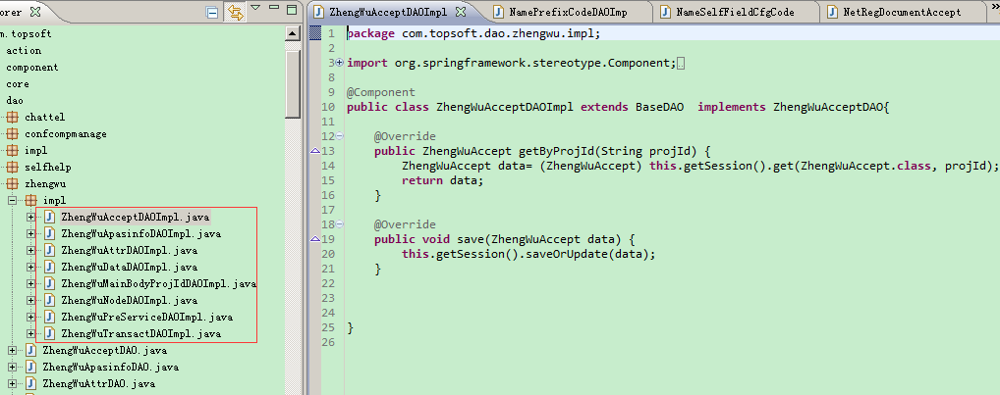 orer
m.topsoft
action
component
core
dao
chattel
confcompmanage
impl
selfhelp
zhengwu
impl
ZhengWuAcceptDAOImpl.java
ZhengWuApasinfoDAOImpl.java
ZhengWuAttrDAOImpl.java
ZhengWuDataDAOImpl.java
ZhengWuMainBodyProjIdDAOImpl.java
ZhengWuNodeDAOImpl.java
ZhengWuPreServiceDAOImpl.java
ZhengWuTransactDAOImpl.java
ZhengWuAcceptDAO.java
ZhengWuApasinfoDAO.java
ZhengWuAttrDAO.java
ZhengWuAcceptDAOImpl NamePrefixCodeDAOImp NameSelfFieldCfgCode NetRegDocumentAccept
1 package com.topsoft.dao.zhengwu.impl;
2
3 import org.springframework.stereotype.Component;
8
9 @Component
10 public class ZhengWuAcceptDAOImpl extends BaseDAO implements ZhengWuAcceptDAO{
11
12 @Override
13 public ZhengWuAccept getByProjId(String projId) {
14 ZhengWuAccept data= (ZhengWuAccept) this.getSession().get(ZhengWuAccept.class, projId);
15 return data;
16 }
17
18 @Override
19 public void save(ZhengWuAccept data) {
20 this.getSession().saveOrUpdate(data);
21 }
22
23
24
25 }
26